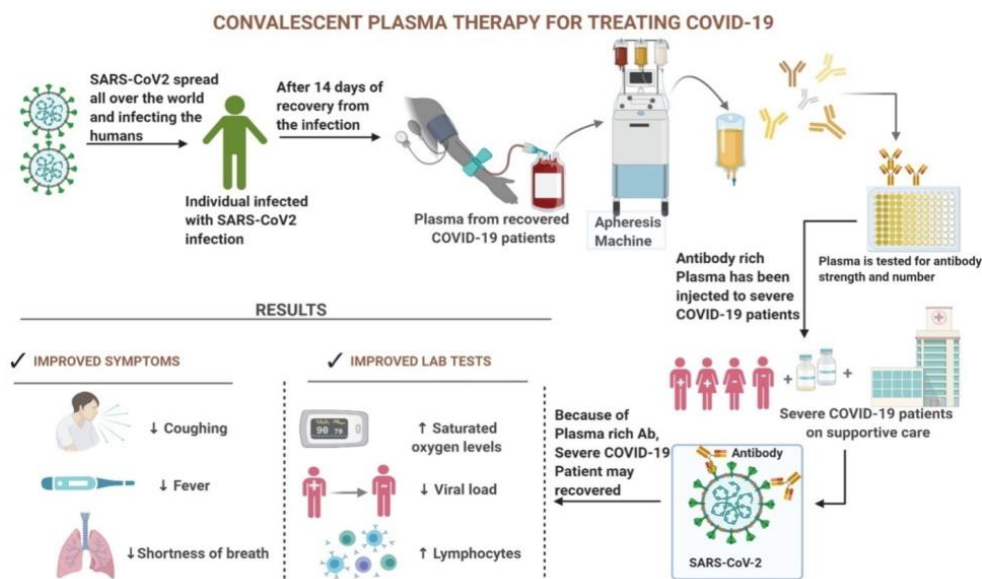 CONVALESCENT PLASMA THERAPY FOR TREATING COVID-19
SARS-CoV2 spread
all over the world
and infecting the
humans
After 14 days of
recovery from
the infection
Individual infected
with SARS-CoV2
infection
Plasma from recovered
COVID-19 patients
Apheresis
Machine
Plasma is tested for antibody
strength and number
Antibody rich
Plasma has been
injected to severe
COVID-19 patients
+
+
Severe COVID-19 patients
on supportive care
Antibody
SARS-CoV-2
Because of
Plasma rich Ab,
Severe COVID-19
Patient may
recovered
RESULTS
✓ IMPROVED SYMPTOMS
↓ Coughing
↓ Fever
↓ Shortness of breath
✓ IMPROVED LAB TESTS
98 79
↑ Saturated
oxygen levels
↓ Viral load
↑ Lymphocytes